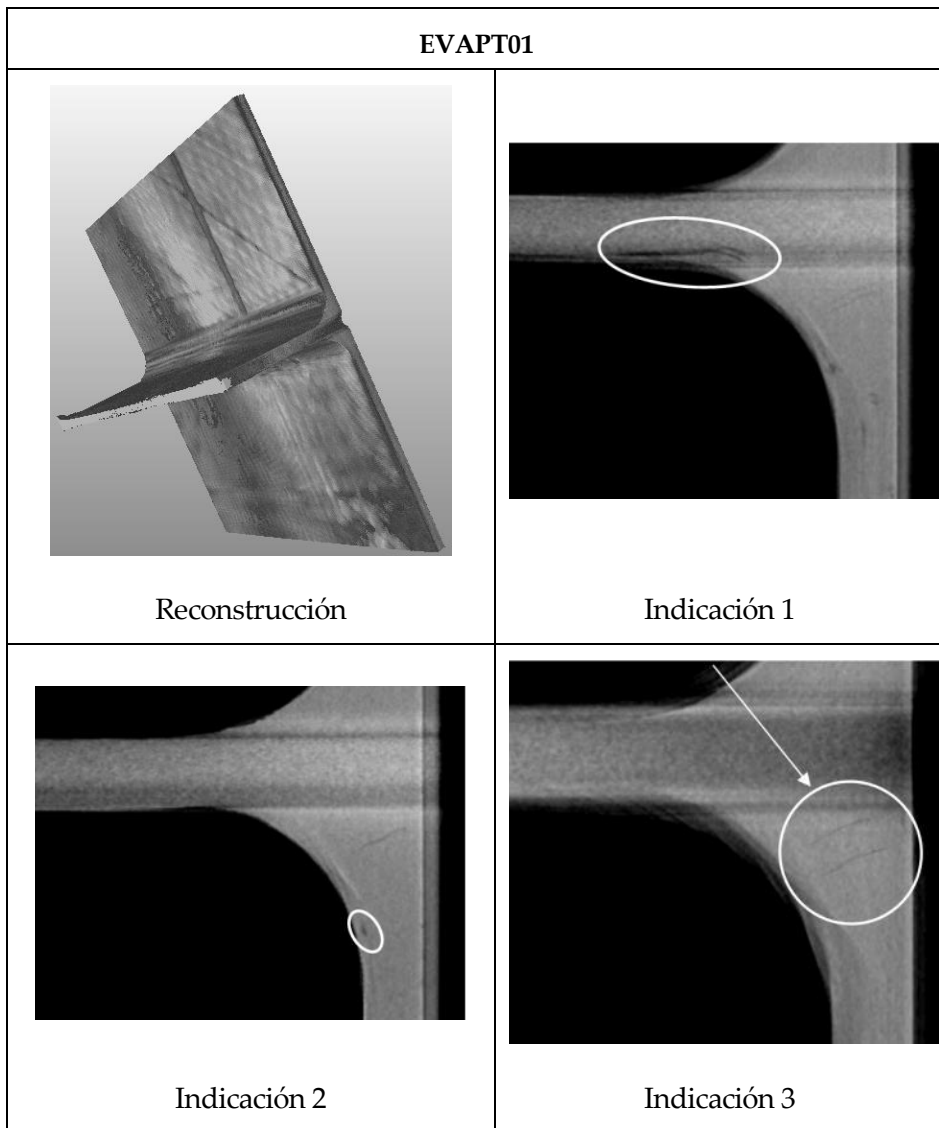 EVAPT01
Reconstrucción
Indicación 1
Indicación 2
Indicación 3